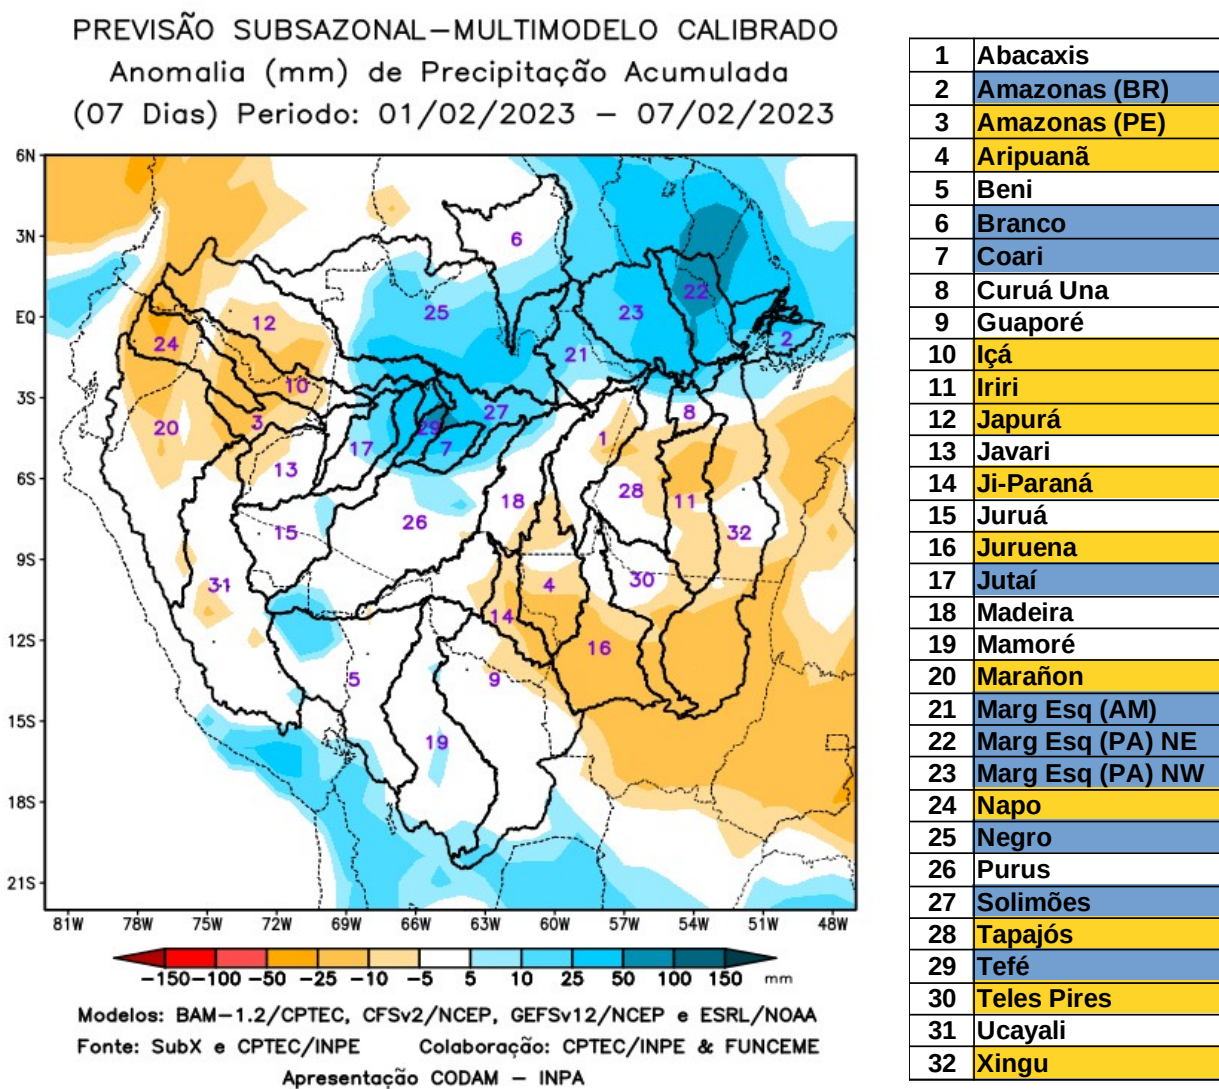 PREVISÃO SUBSAZONAL-MULTIMODELO CALIBRADO
Anomalia (mm) de Precipitação Acumulada
(07 Dias) Periodo: 01/02/2023 - 07/02/2023
6N
3N
EQ
3S
6S
9S
12S
15S
18S
21S
81W 78W 75W 72W 69W 66W 63W 60W 57W 54W 51W 48W
6
25
12
23
22
2
24
21
10
20
3
29
27
8
7
17
1
13
18
28
11
26
15
32
31
30
4
14
16
5
9
19
-150 -100 -50 -25 -10 -5 5 10 25 50 100 150 mm
Modelos: BAM-1.2/CPTEC, CFSv2/NCEP, GEFSv12/NCEP e ESRL/NOAA
Fonte: SubX e CPTEC/INPE Colaboração: CPTEC/INPE & FUNCEME
Apresentação CODAM - INPA
1 Abacaxis
2 Amazonas (BR)
3 Amazonas (PE)
4 Aripuanã
5 Beni
6 Branco
7 Coari
8 Curuá Una
9 Guaporé
10 Içá
11 Iriri
12 Japurá
13 Javari
14 Ji-Paraná
15 Juruá
16 Juruena
17 Jutaí
18 Madeira
19 Mamoré
20 Marañon
21 Marg Esq (AM)
22 Marg Esq (PA) NE
23 Marg Esq (PA) NW
24 Napo
25 Negro
26 Purus
27 Solimões
28 Tapajós
29 Tefé
30 Teles Pires
31 Ucayali
32 Xingu